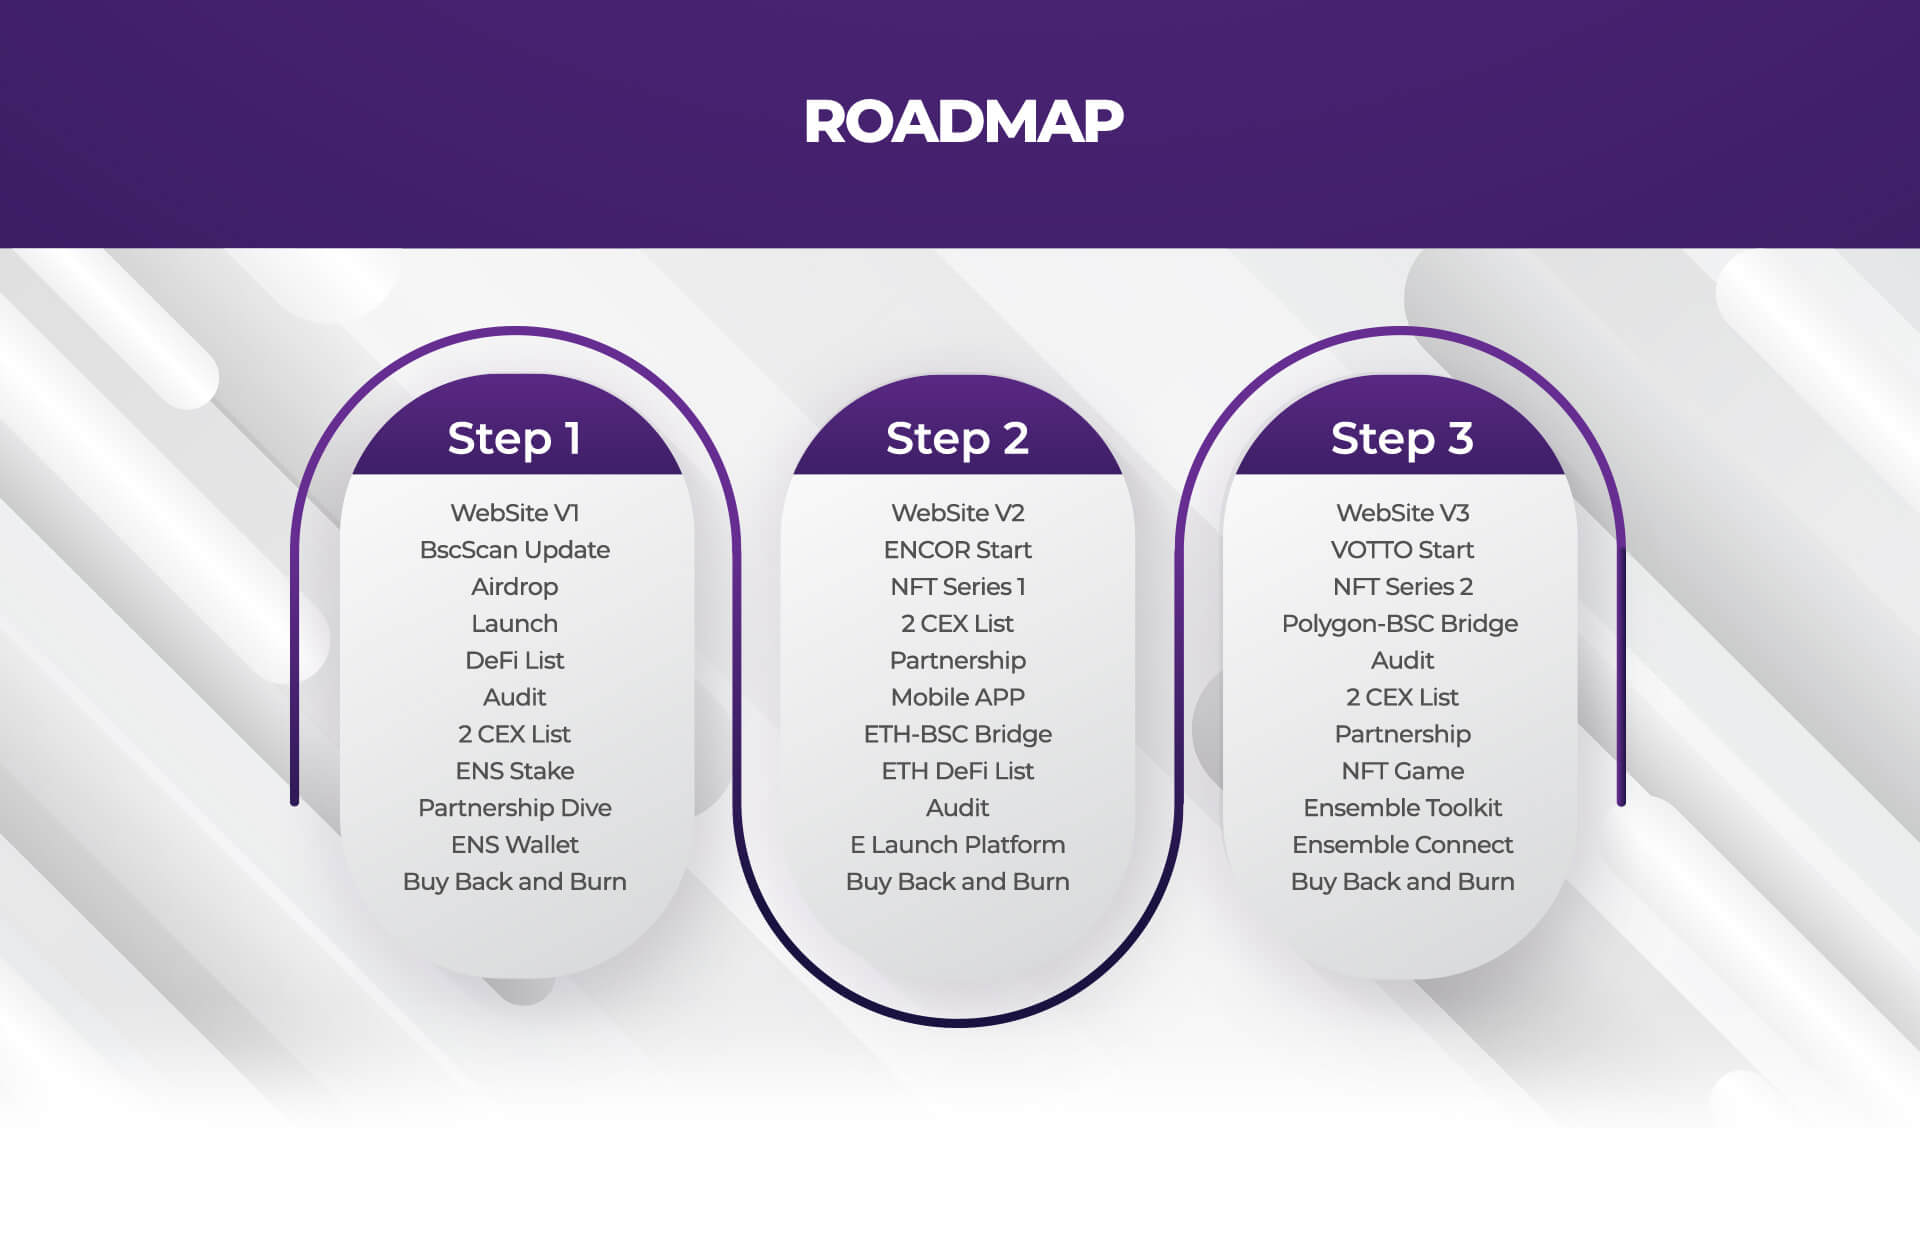 ROADMAP
Step 1
WebSite V1
BscScan Update
Airdrop
Launch
DeFi List
Audit
2 CEX List
ENS Stake
Partnership Dive
ENS Wallet
Buy Back and Burn
Step 2
WebSite V2
ENCOR Start
NFT Series 1
2 CEX List
Partnership
Mobile APP
ETH-BSC Bridge
ETH DeFi List
Audit
E Launch Platform
Buy Back and Burn
Step 3
WebSite V3
VOTTO Start
NFT Series 2
Polygon-BSC Bridge
Audit
2 CEX List
Partnership
NFT Game
Ensemble Toolkit
Ensemble Connect
Buy Back and Burn